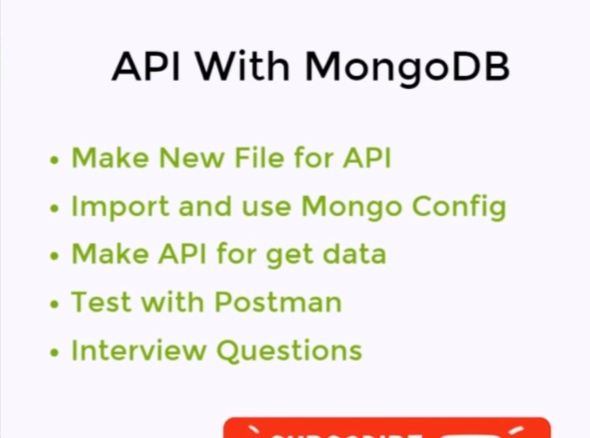 API With MongoDB
• Make New File for API
• Import and use Mongo Config
• Make API for get data
• Test with Postman
• Interview Questions